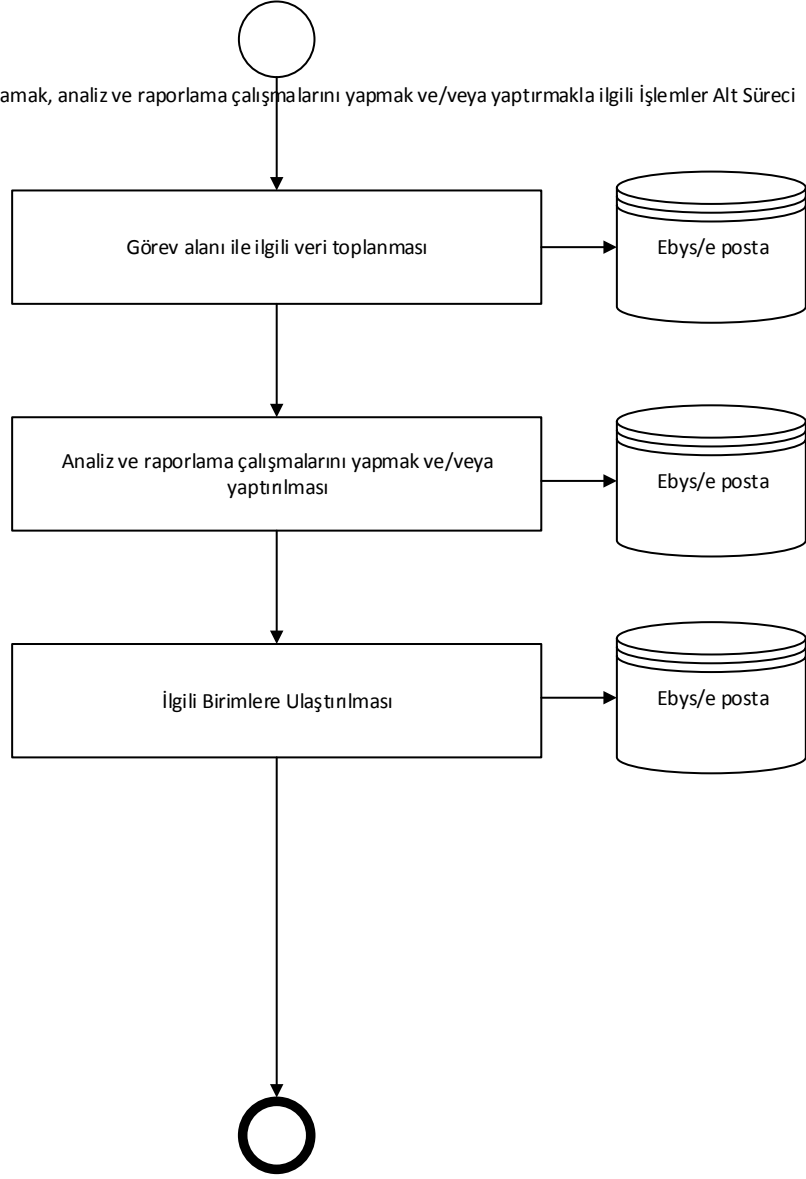 amak, analiz ve raporlama çalışmalarını yapmak ve/veya yaptırmakla ilgili İşlemler Alt Süreci
Görev alanı ile ilgili veri toplanması
Ebys/e posta
Analiz ve raporlama çalışmalarını yapmak ve/veya
yaptırılması
Ebys/e posta
İlgili Birimlere Ulaştırılması
Ebys/e posta